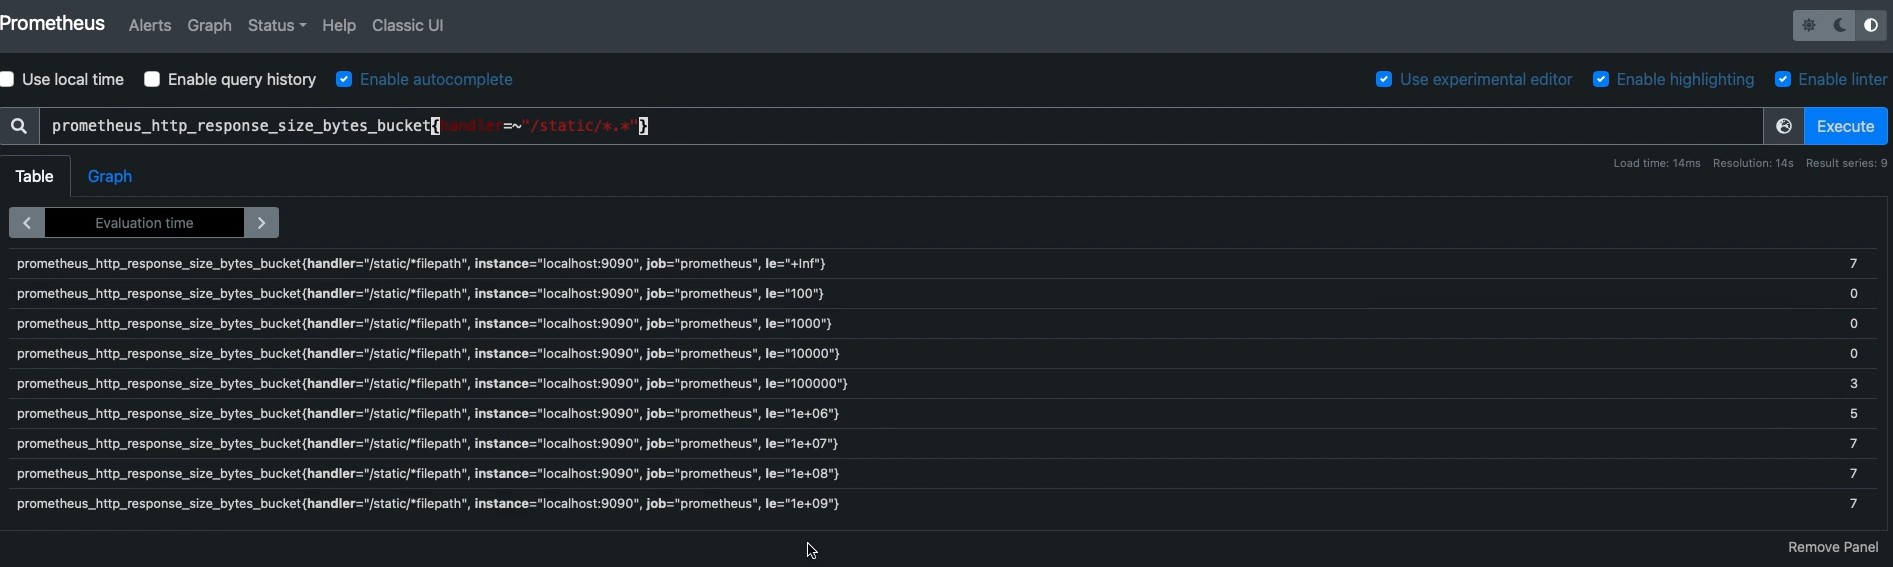 Prometheus Alerts Graph Status Help Classic UI
Use local time Enable query history Enable autocomplete Use experimental editor Enable highlighting Enable linter
prometheus_http_response_size_bytes_bucket{handler=~"/static/*.*"} Execute
Load time: 14ms Resolution: 14s Result series: 9
Table Graph
Evaluation time
prometheus_http_response_size_bytes_bucket{handler="/static/*filepath", instance="localhost:9090", job="prometheus", le="+Inf"} 7
prometheus_http_response_size_bytes_bucket{handler="/static/*filepath", instance="localhost:9090", job="prometheus", le="100"} 0
prometheus_http_response_size_bytes_bucket{handler="/static/*filepath", instance="localhost:9090", job="prometheus", le="1000"} 0
prometheus_http_response_size_bytes_bucket{handler="/static/*filepath", instance="localhost:9090", job="prometheus", le="10000"} 0
prometheus_http_response_size_bytes_bucket{handler="/static/*filepath", instance="localhost:9090", job="prometheus", le="100000"} 3
prometheus_http_response_size_bytes_bucket{handler="/static/*filepath", instance="localhost:9090", job="prometheus", le="1e+06"} 5
prometheus_http_response_size_bytes_bucket{handler="/static/*filepath", instance="localhost:9090", job="prometheus", le="1e+07"} 7
prometheus_http_response_size_bytes_bucket{handler="/static/*filepath", instance="localhost:9090", job="prometheus", le="1e+08"} 7
prometheus_http_response_size_bytes_bucket{handler="/static/*filepath", instance="localhost:9090", job="prometheus", le="1e+09"} 7
Remove Panel